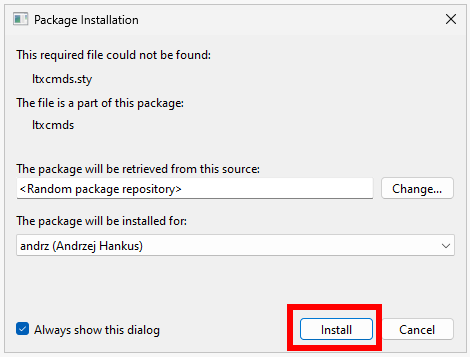 Package Installation
This required file could not be found:
ltxcmds.sty
The file is a part of this package:
ltxcmds
The package will be retrieved from this source:
<Random package repository>
Change...
The package will be installed for:
andrz (Andrzej Hankus)
Always show this dialog
Install
Cancel